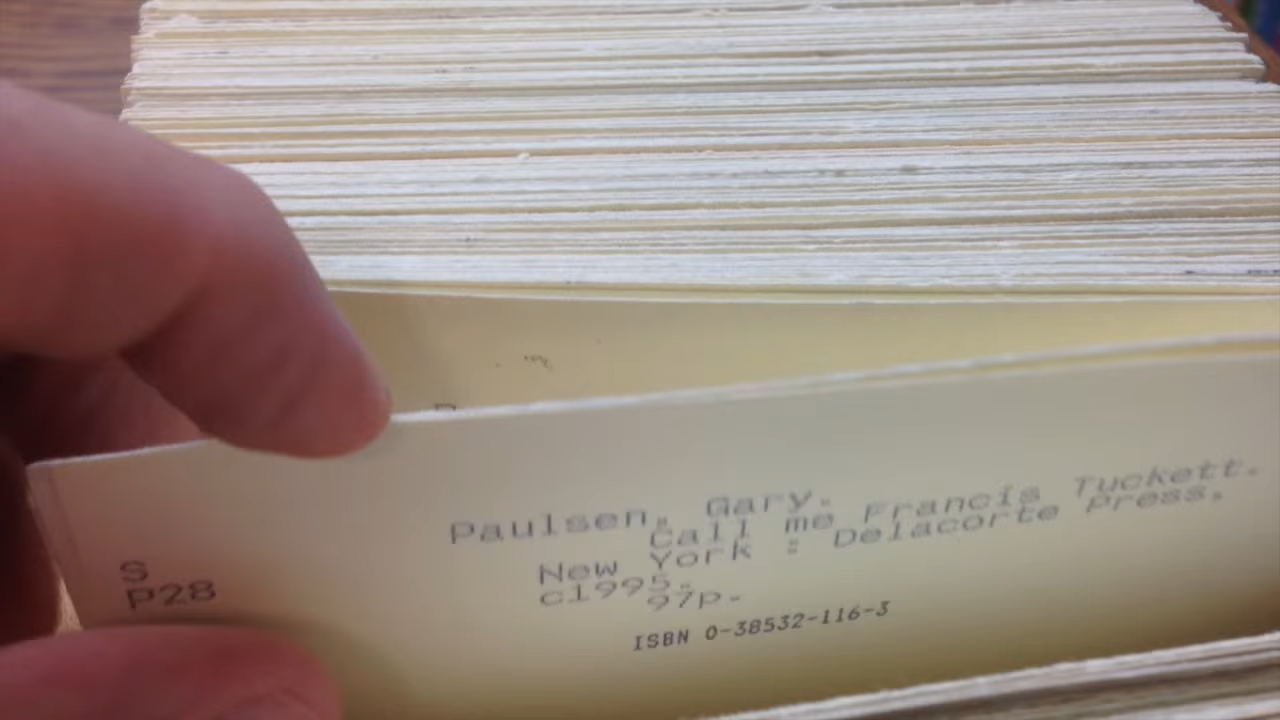 Paulsen, Gary.
Call me Francis Tuckett.
New York : Delacorte Press,
c1995.
97p.
S
P28
ISBN 0-38532-116-3